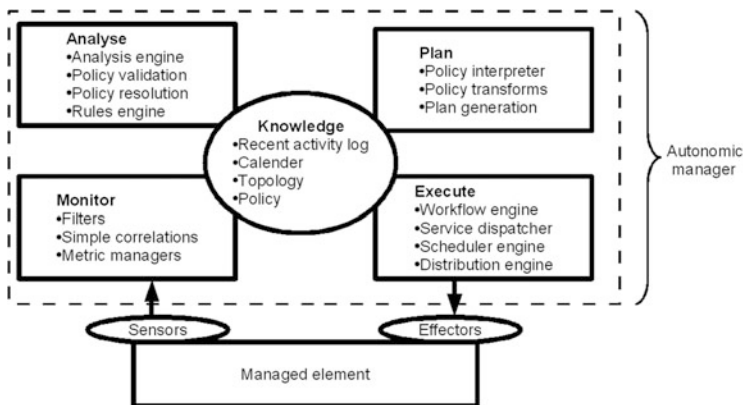 Analyse
•Analysis engine
•Policy validation
•Policy resolution
•Rules engine
Plan
•Policy interpreter
•Policy transforms
•Plan generation
Knowledge
•Recent activity log
•Calender
•Topology
•Policy
Autonomic
manager
Monitor
•Filters
•Simple correlations
•Metric managers
Execute
•Workflow engine
•Service dispatcher
•Scheduler engine
•Distribution engine
Sensors
Effectors
Managed element